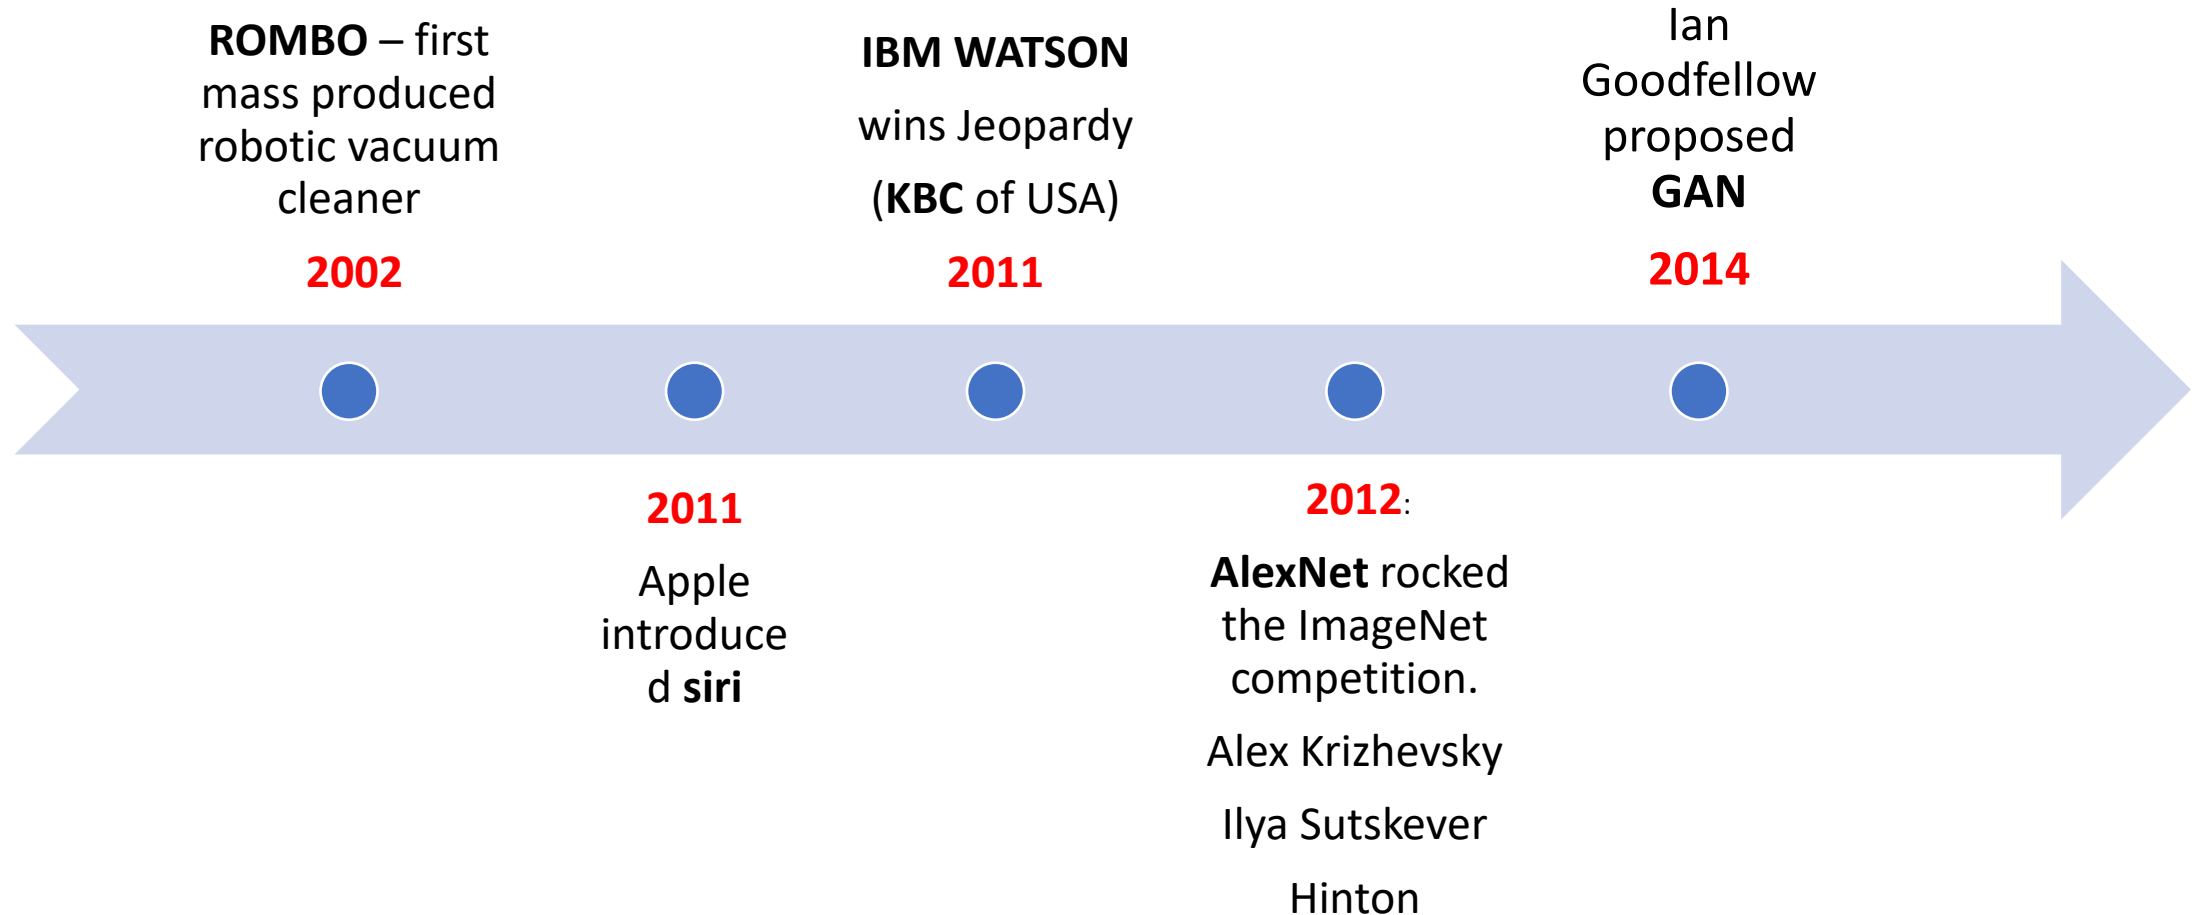 ROMBO – first
mass produced
robotic vacuum
cleaner
2002
2011
Apple
introduce
d siri
IBM WATSON
wins Jeopardy
(KBC of USA)
2011
2012:
AlexNet rocked
the ImageNet
competition.
Alex Krizhevsky
Ilya Sutskever
Hinton
Ian
Goodfellow
proposed
GAN
2014